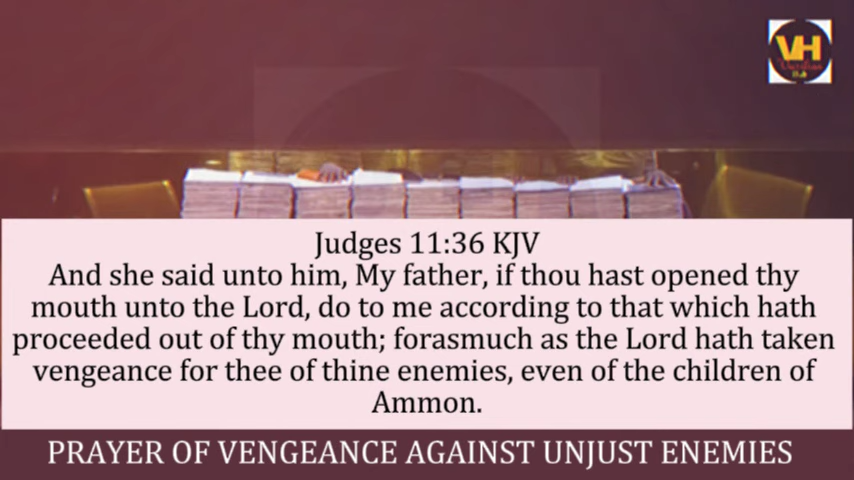 VH
Judges 11:36 KJV
And she said unto him, My father, if thou hast opened thy
mouth unto the Lord, do to me according to that which hath
proceeded out of thy mouth; forasmuch as the Lord hath taken
vengeance for thee of thine enemies, even of the children of
Ammon.
PRAYER OF VENGEANCE AGAINST UNJUST ENEMIES